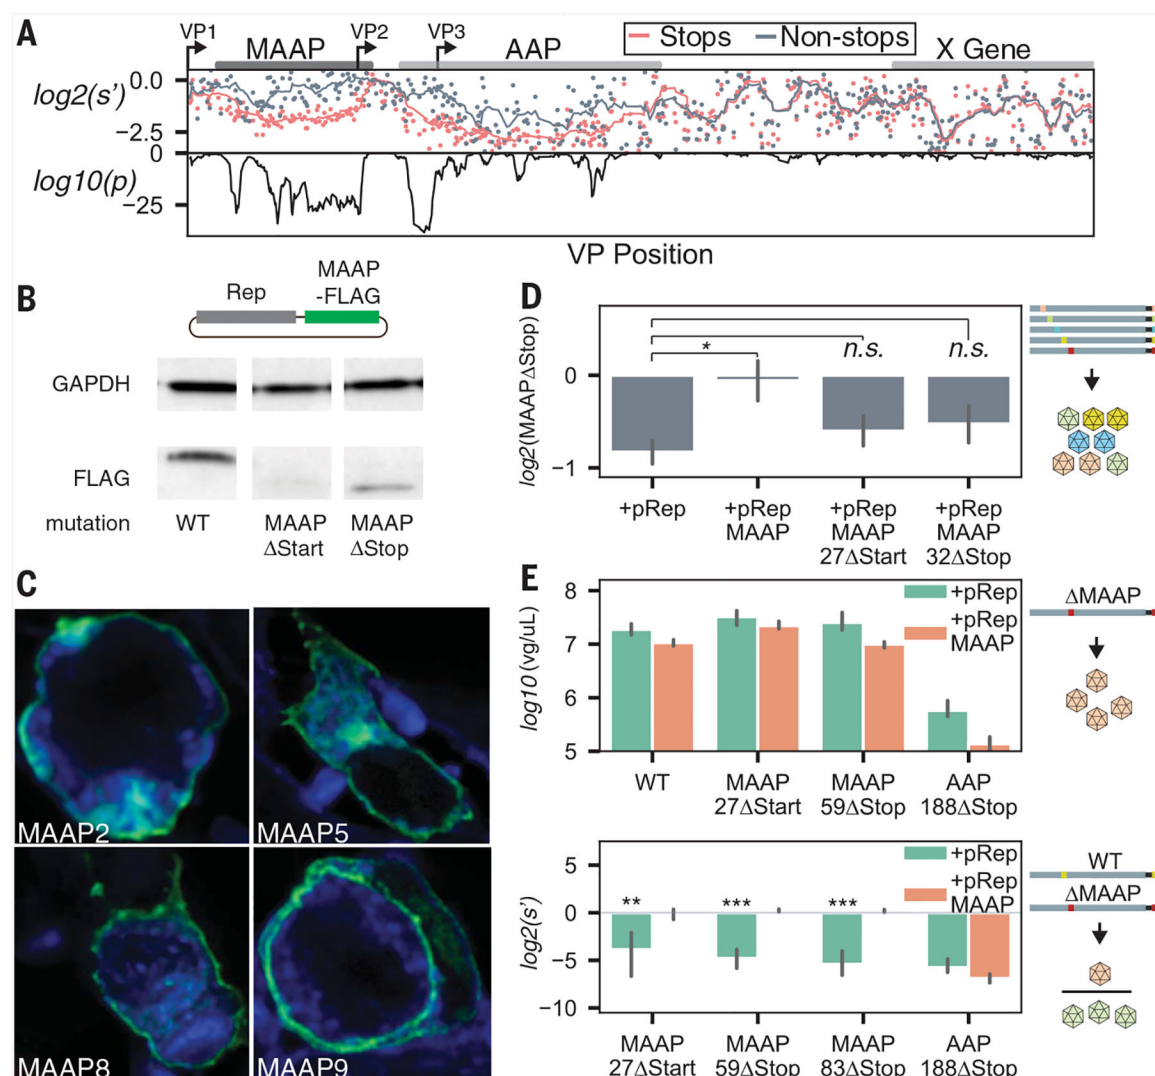 A
VP1
MAAP
VP2
VP3
AAP
Stops
Non-stops
X Gene
log2(s’)
0.0
−2.5
log10(p)
0
−25
VP Position
B
Rep
MAAP
-FLAG
GAPDH
FLAG
mutation
WT
MAAP
ΔStart
MAAP
ΔStop
C
MAAP2
MAAP5
MAAP8
MAAP9
D
log2(MAAPΔStop)
0
−1
*
n.s.
n.s.
+pRep
+pRep
MAAP
+pRep
MAAP
27ΔStart
+pRep
MAAP
32ΔStop
E
log10(vg/uL)
8
7
6
5
+pRep
+pRep
MAAP
WT
MAAP
27ΔStart
MAAP
59ΔStop
AAP
188ΔStop
ΔMAAP
log2(s’)
5
0
−5
−10
**
***
***
+pRep
+pRep
MAAP
MAAP
27ΔStart
MAAP
59ΔStop
MAAP
83ΔStop
AAP
188ΔStop
WT
ΔMAAP